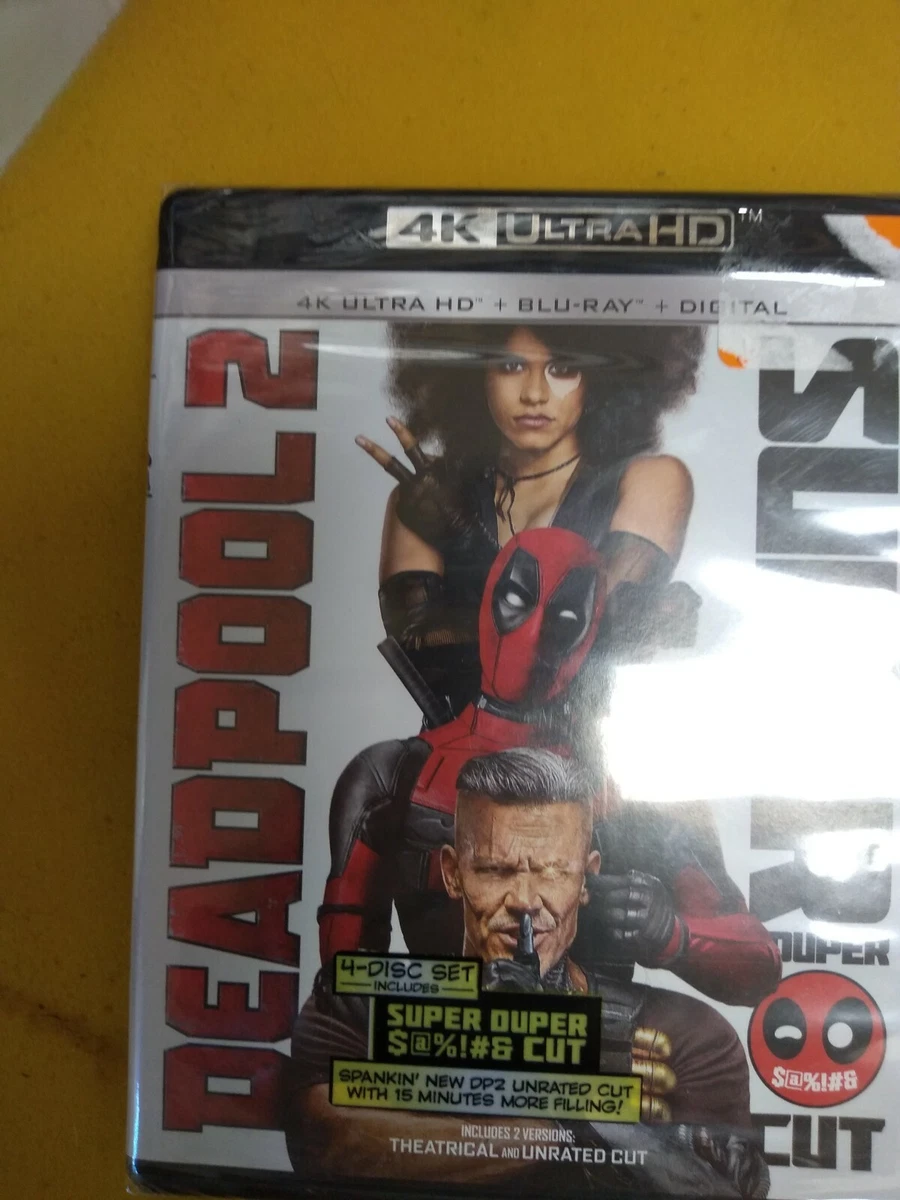 4K ULTRA HD™
4K ULTRA HD™ + BLU-RAY™ + DIGITAL
DEADPOOL 2
DUPER
$@%!#&
CUT
4-DISC SET
INCLUDES
SUPER DUPER
$@%!#& CUT
SPANKIN' NEW DP2 UNRATED CUT
WITH 15 MINUTES MORE FILLING!
INCLUDES 2 VERSIONS:
THEATRICAL AND UNRATED CUT